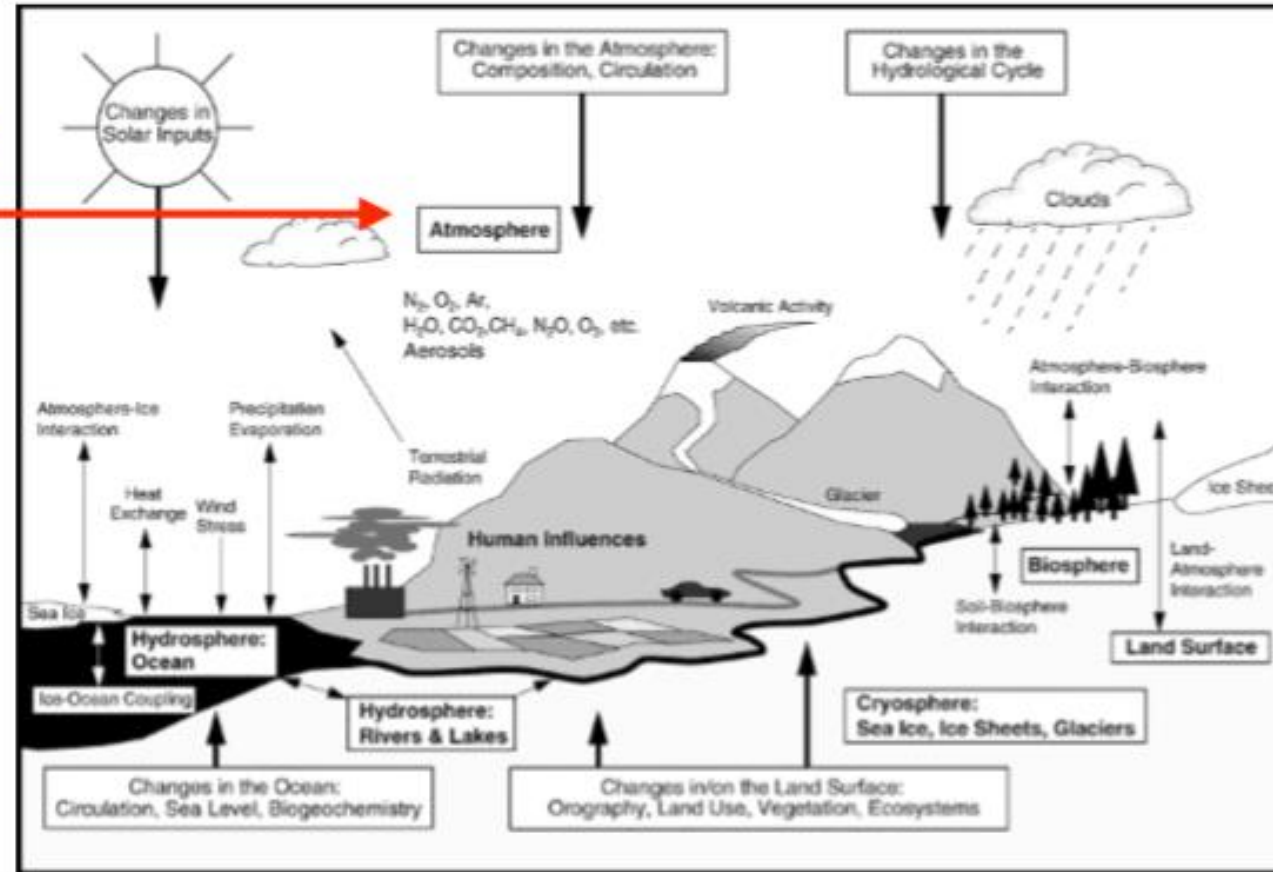 Changes in the Atmosphere:
Composition, Circulation
Changes in the
Hydrological Cycle
Changes in
Solar Inputs
Clouds
Atmosphere
N₂, O₂, Ar,
H₂O, CO₂,CH₄, N₂O, O₃, etc.
Aerosols
Volcanic Activity
Atmosphere-Biosphere
Interaction
Atmosphere-Ice
Interaction
Precipitation
Evaporation
Terrestrial
Radiation
Heat
Exchange
Wind
Stress
Glacier
Ice Sheet
Human Influences
Biosphere
Land-
Atmosphere
Interaction
Soil-Biosphere
Interaction
Sea Ice
Hydrosphere:
Ocean
Land Surface
Ice-Ocean Coupling
Hydrosphere:
Rivers & Lakes
Cryosphere:
Sea Ice, Ice Sheets, Glaciers
Changes in the Ocean:
Circulation, Sea Level, Biogeochemistry
Changes in/on the Land Surface:
Orography, Land Use, Vegetation, Ecosystems